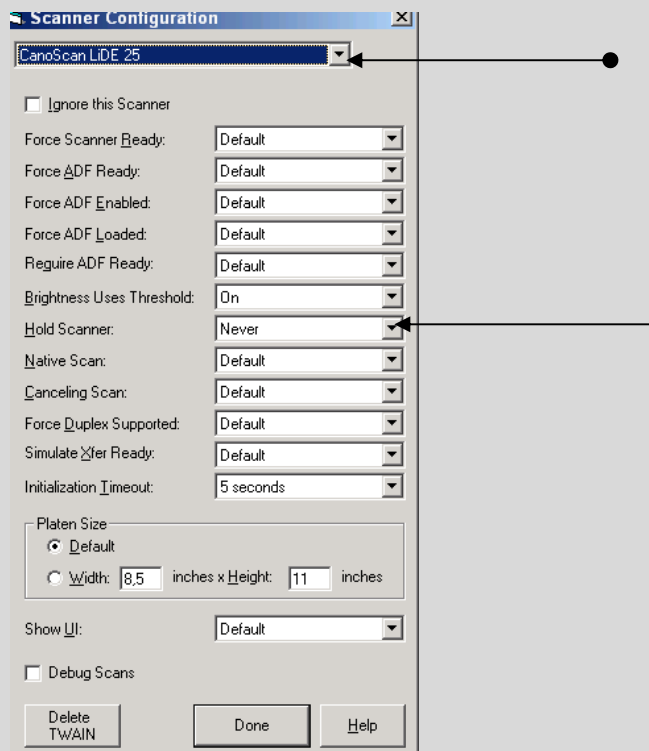 Scanner Configuration
CanoScan LiDE 25
Ignore this Scanner
Force Scanner Ready: Default
Force ADF Ready: Default
Force ADF Enabled: Default
Force ADF Loaded: Default
Require ADF Ready: Default
Brightness Uses Threshold: On
Hold Scanner: Never
Native Scan: Default
Canceling Scan: Default
Force Duplex Supported: Default
Simulate Xfer Ready: Default
Initialization Timeout: 5 seconds
Platen Size
Default
Width: 8,5 inches x Height: 11 inches
Show UI: Default
Debug Scans
Delete
TWAIN
Done
Help